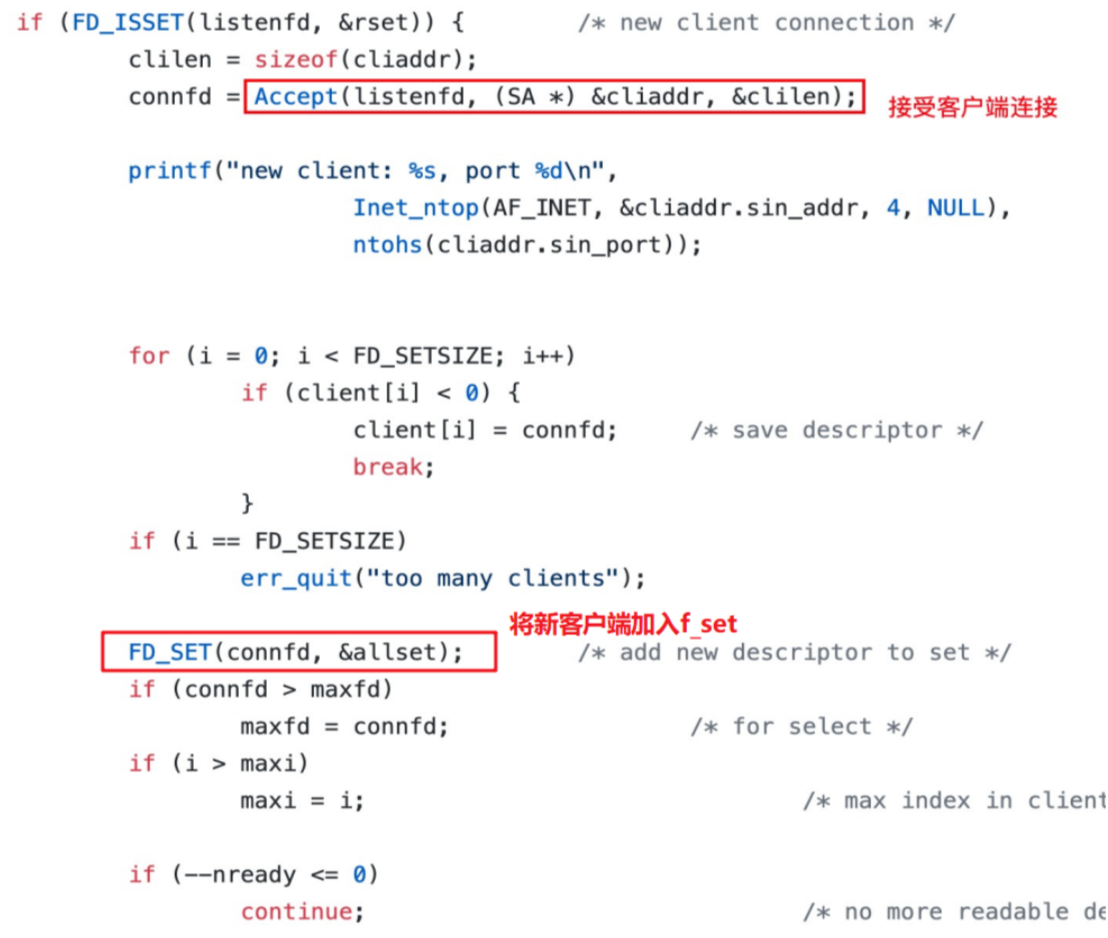 if (FD_ISSET(listenfd, &rset)) { /* new client connection */
clilen = sizeof(cliaddr);
connfd = Accept(listenfd, (SA *) &cliaddr, &clilen); 接受客户端连接
printf("new client: %s, port %d\n",
Inet_ntop(AF_INET, &cliaddr.sin_addr, 4, NULL),
ntohs(cliaddr.sin_port));
for (i = 0; i < FD_SETSIZE; i++)
if (client[i] < 0) {
client[i] = connfd; /* save descriptor */
break;
}
if (i == FD_SETSIZE)
err_quit("too many clients");
将新客户端加入f_set
FD_SET(connfd, &allset); /* add new descriptor to set */
if (connfd > maxfd)
maxfd = connfd; /* for select */
if (i > maxi)
maxi = i; /* max index in client
if (--nready <= 0)
continue; /* no more readable de